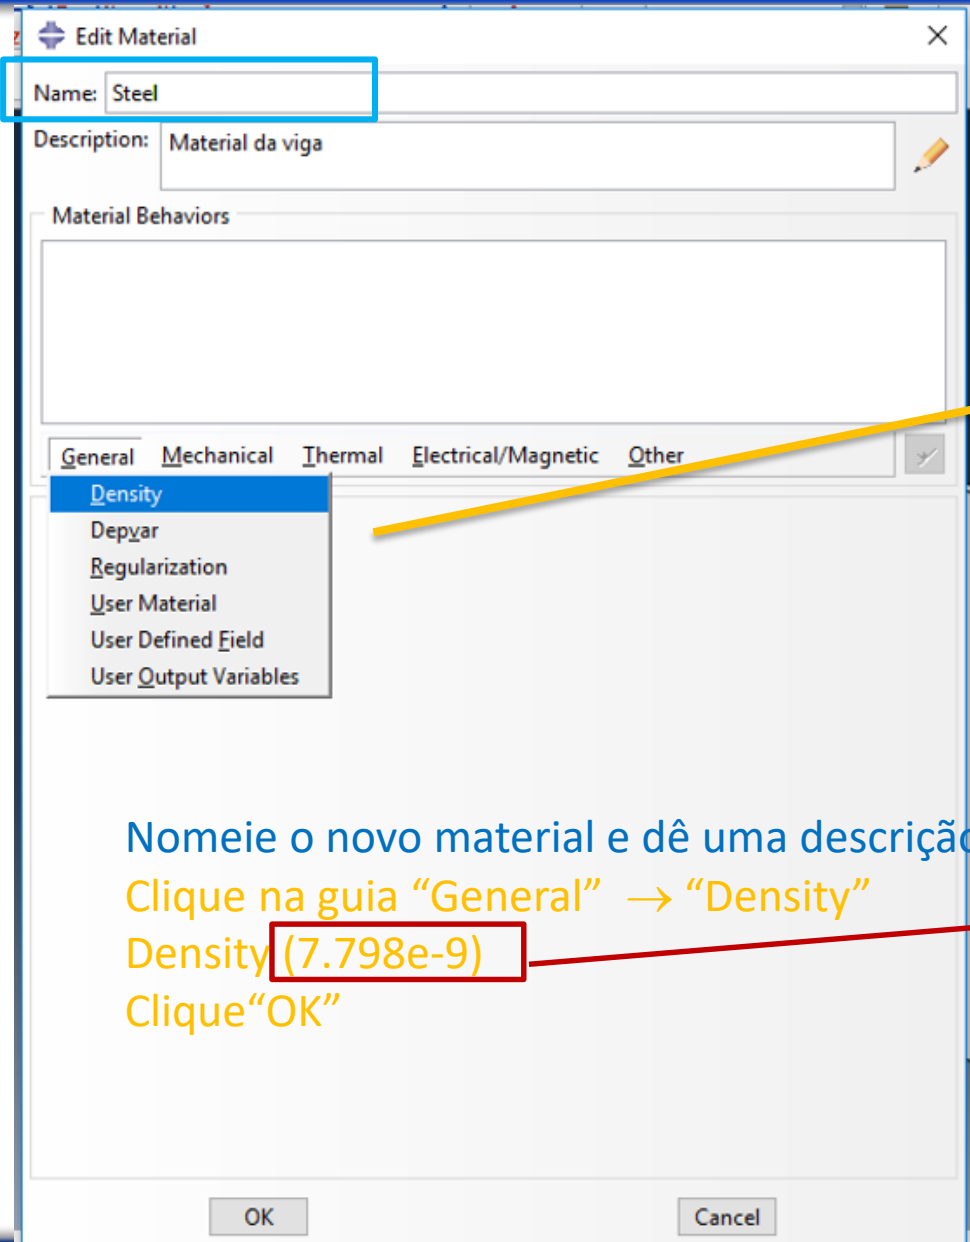 Edit Material
Name: Steel
Description: Material da viga
Material Behaviors
General Mechanical Thermal Electrical/Magnetic Other
Density
Depvar
Regularization
User Material
User Defined Field
User Output Variables
Nomeie o novo material e dê uma descrição
Clique na guia “General” → “Density”
Density (7.798e-9)
Clique“OK”
OK Cancel